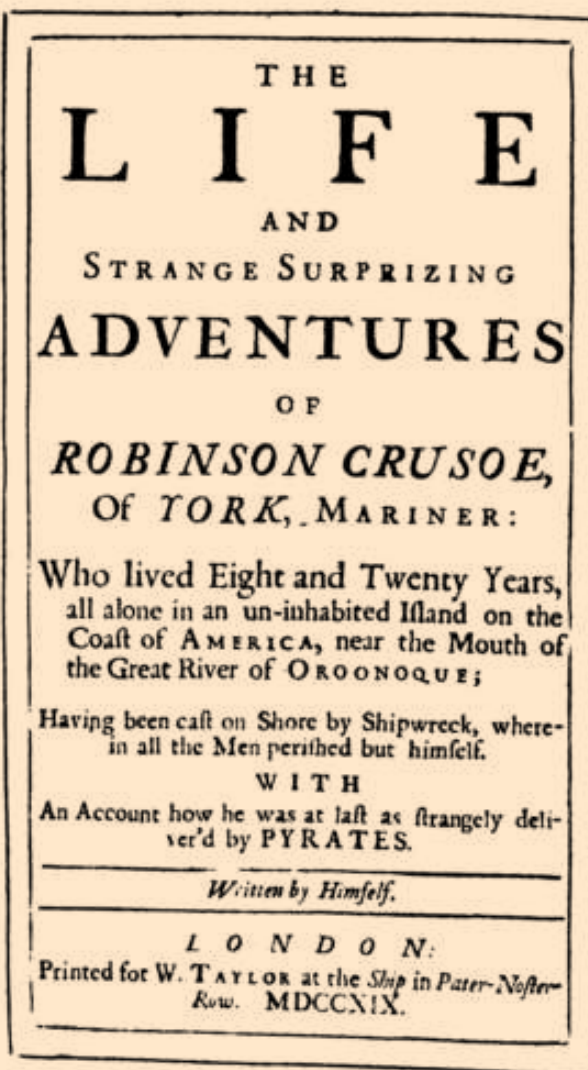 THE
LIFE
AND
STRANGE SURPRIZING
ADVENTURES
OF
ROBINSON CRUSOE,
Of YORK, MARINER:
Who lived Eight and Twenty Years,
all alone in an un-inhabited Iſland on the
Coaſt of AMERICA, near the Mouth of
the Great River of OROONOQUE;
Having been caſt on Shore by Shipwreck, where-
in all the Men periſhed but himſelf.
WITH
An Account how he was at laſt as ſtrangely deli-
ver'd by PYRATES.
Written by Himſelf.
LONDON:
Printed for W. TAYLOR at the Ship in Pater-Noſter-
Row. MDCCXIX.